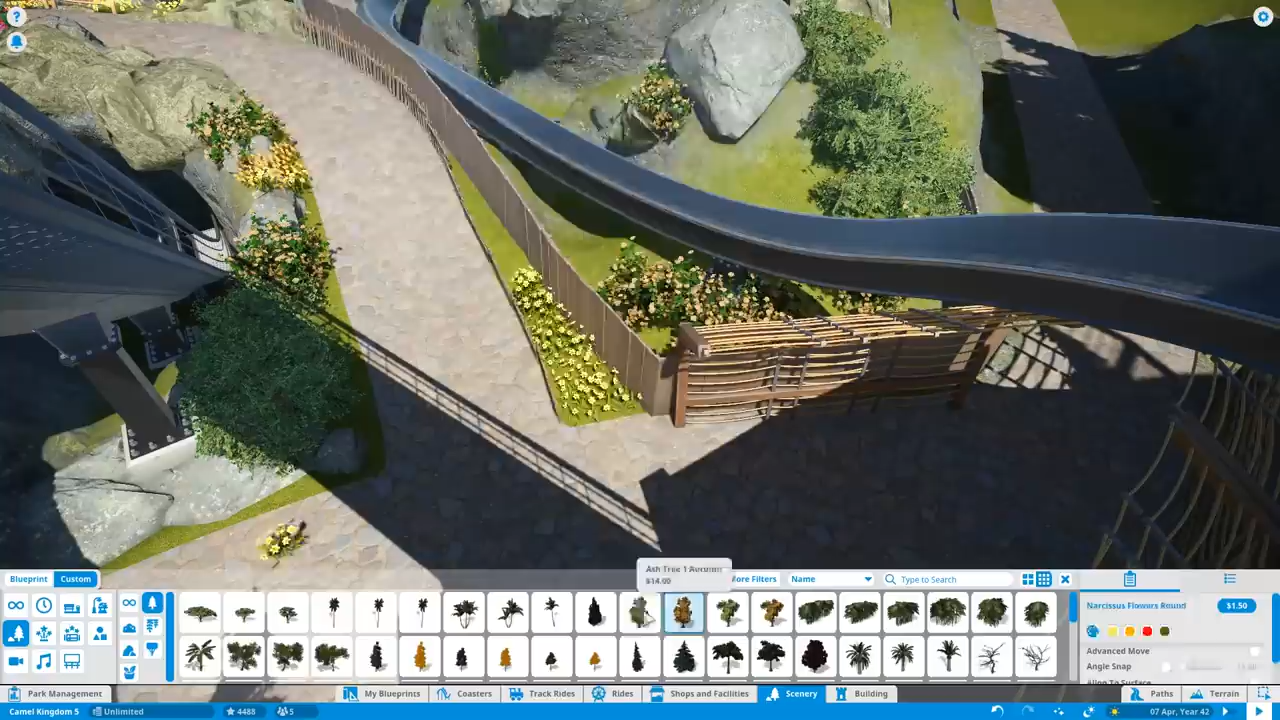 ?
Ash Tree 1 Autumn
$14.00
Blueprint
Custom
More Filters
Name
Type to Search
Narcissus Flowers Round
$1.50
Advanced Move
Angle Snap
Park Management
My Blueprints
Coasters
Track Rides
Rides
Shops and Facilities
Scenery
Building
Paths
Terrain
Camel Kingdom 5
Unlimited
4488
5
07 Apr, Year 42